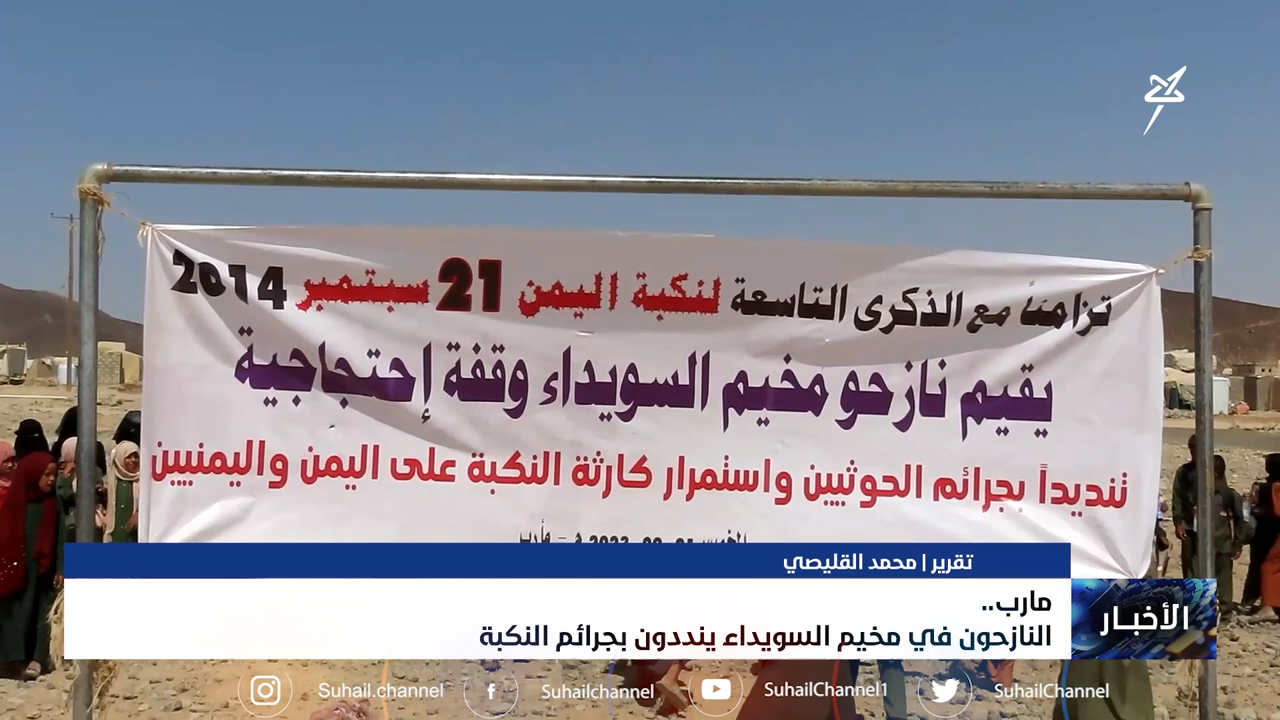 تزامناً مع الذكرى التاسعة لنكبة اليمن 21 سبتمبر 2014
يقيم نازحو مخيم السويداء وقفة إحتجاجية
تنديداً بجرائم الحوثيين واستمرار كارثة النكبة على اليمن واليمنيين
تقرير | محمد القليصي
مارب..
النازحون في مخيم السويداء ينددون بجرائم النكبة
الأخبار
Suhail.channel
Suhailchannel
SuhailChannel1
SuhailChannel